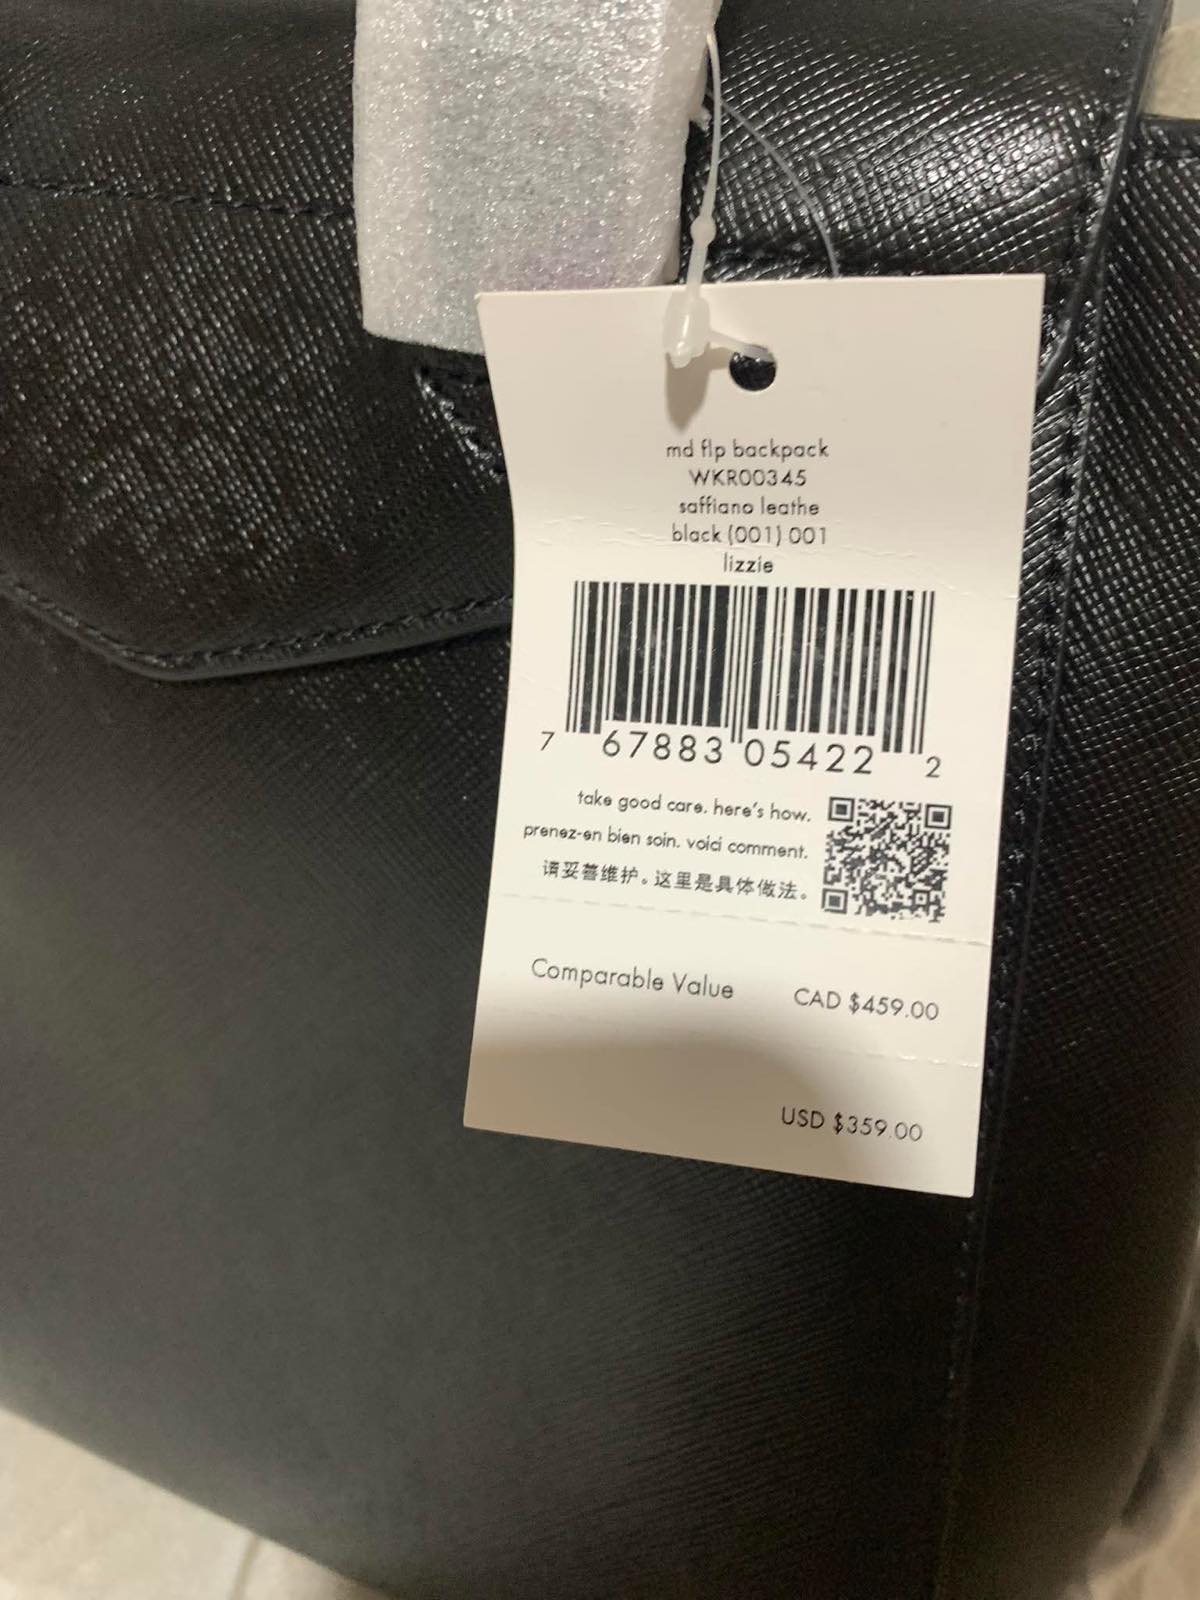 md flp backpack
WKR00345
saffiano leathe
black (001) 001
lizzie
7 67883 05422 2
take good care. here's how.
prenez-en bien soin. voici comment.
请妥善维护。这里是具体做法。
Comparable Value CAD $459.00
USD $359.00